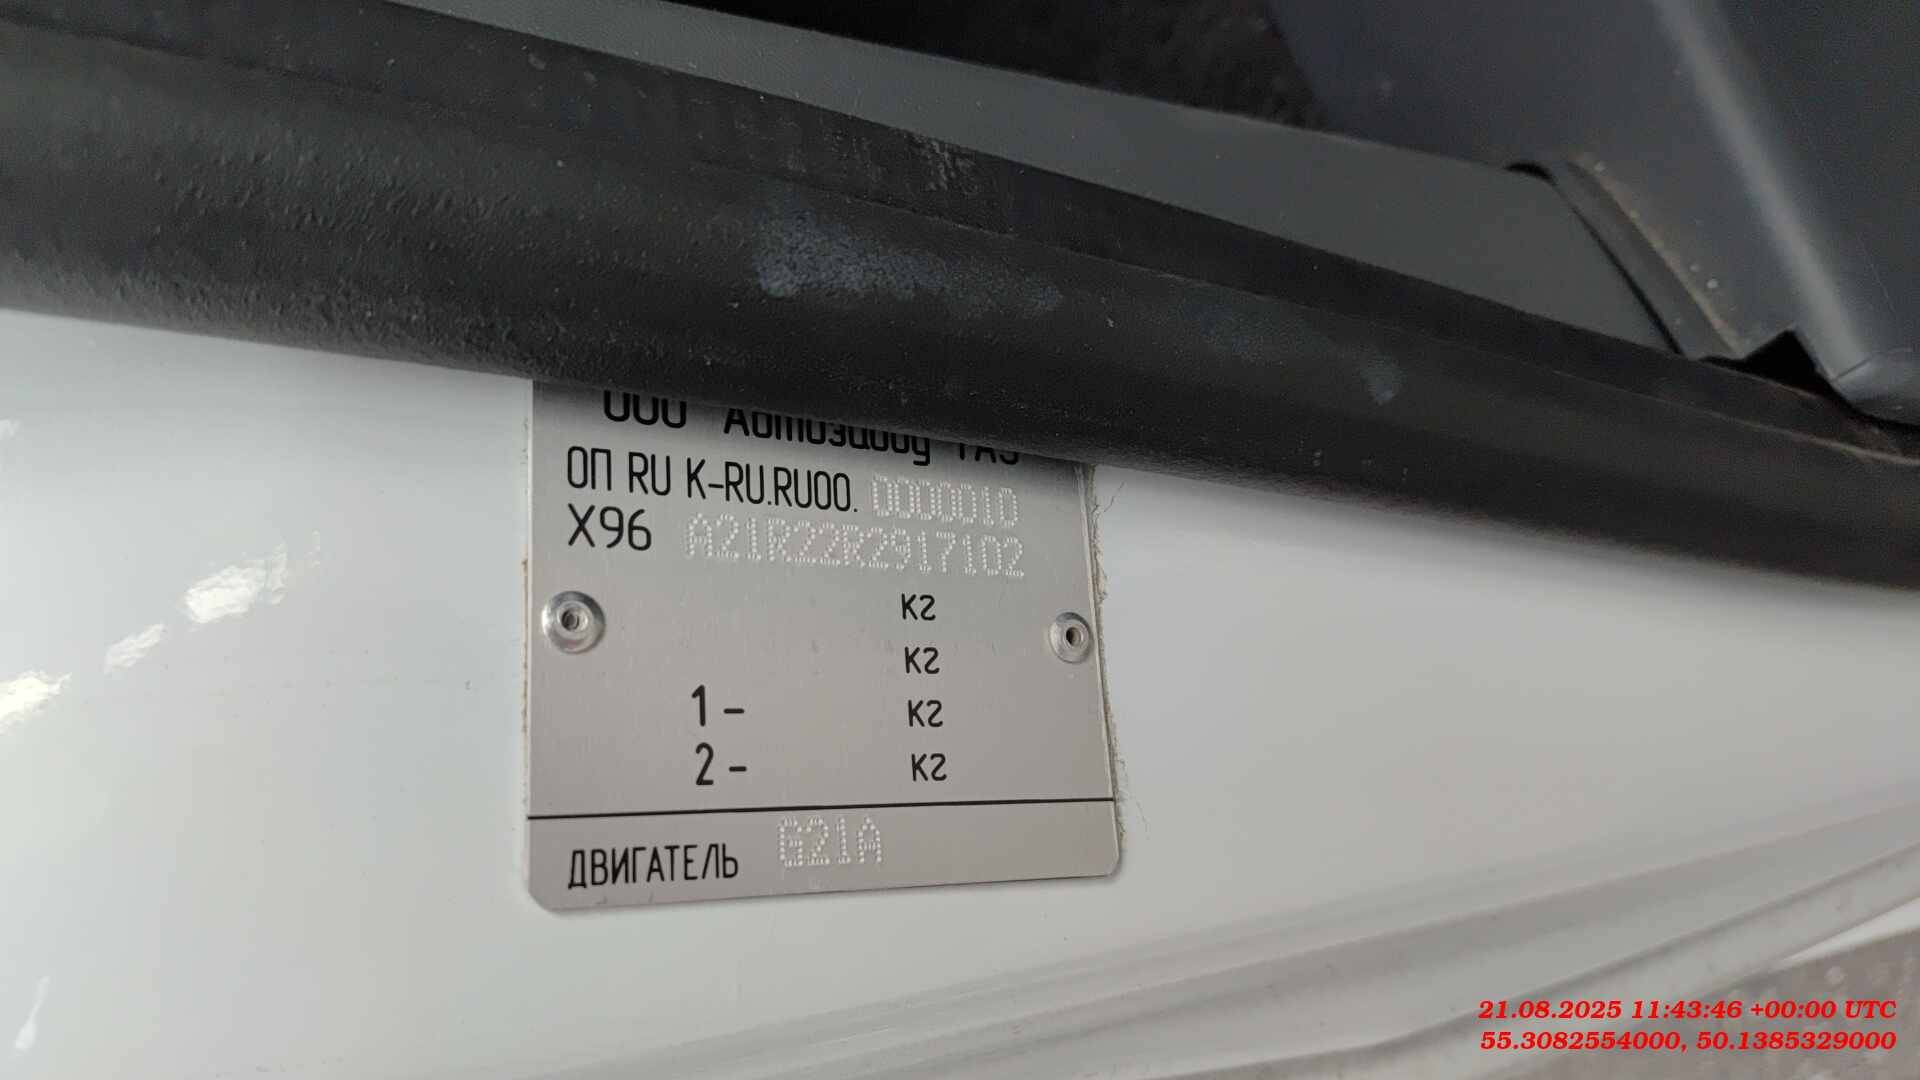 ООО Автозавод ГАЗ
ОП RU К-RU.RU00. 0000010
X96 A21R22R2917102
кг
кг
1 - кг
2 - кг
ДВИГАТЕЛЬ G21A
21.08.2025 11:43:46 +00:00 UTC
55.3082554000, 50.1385329000